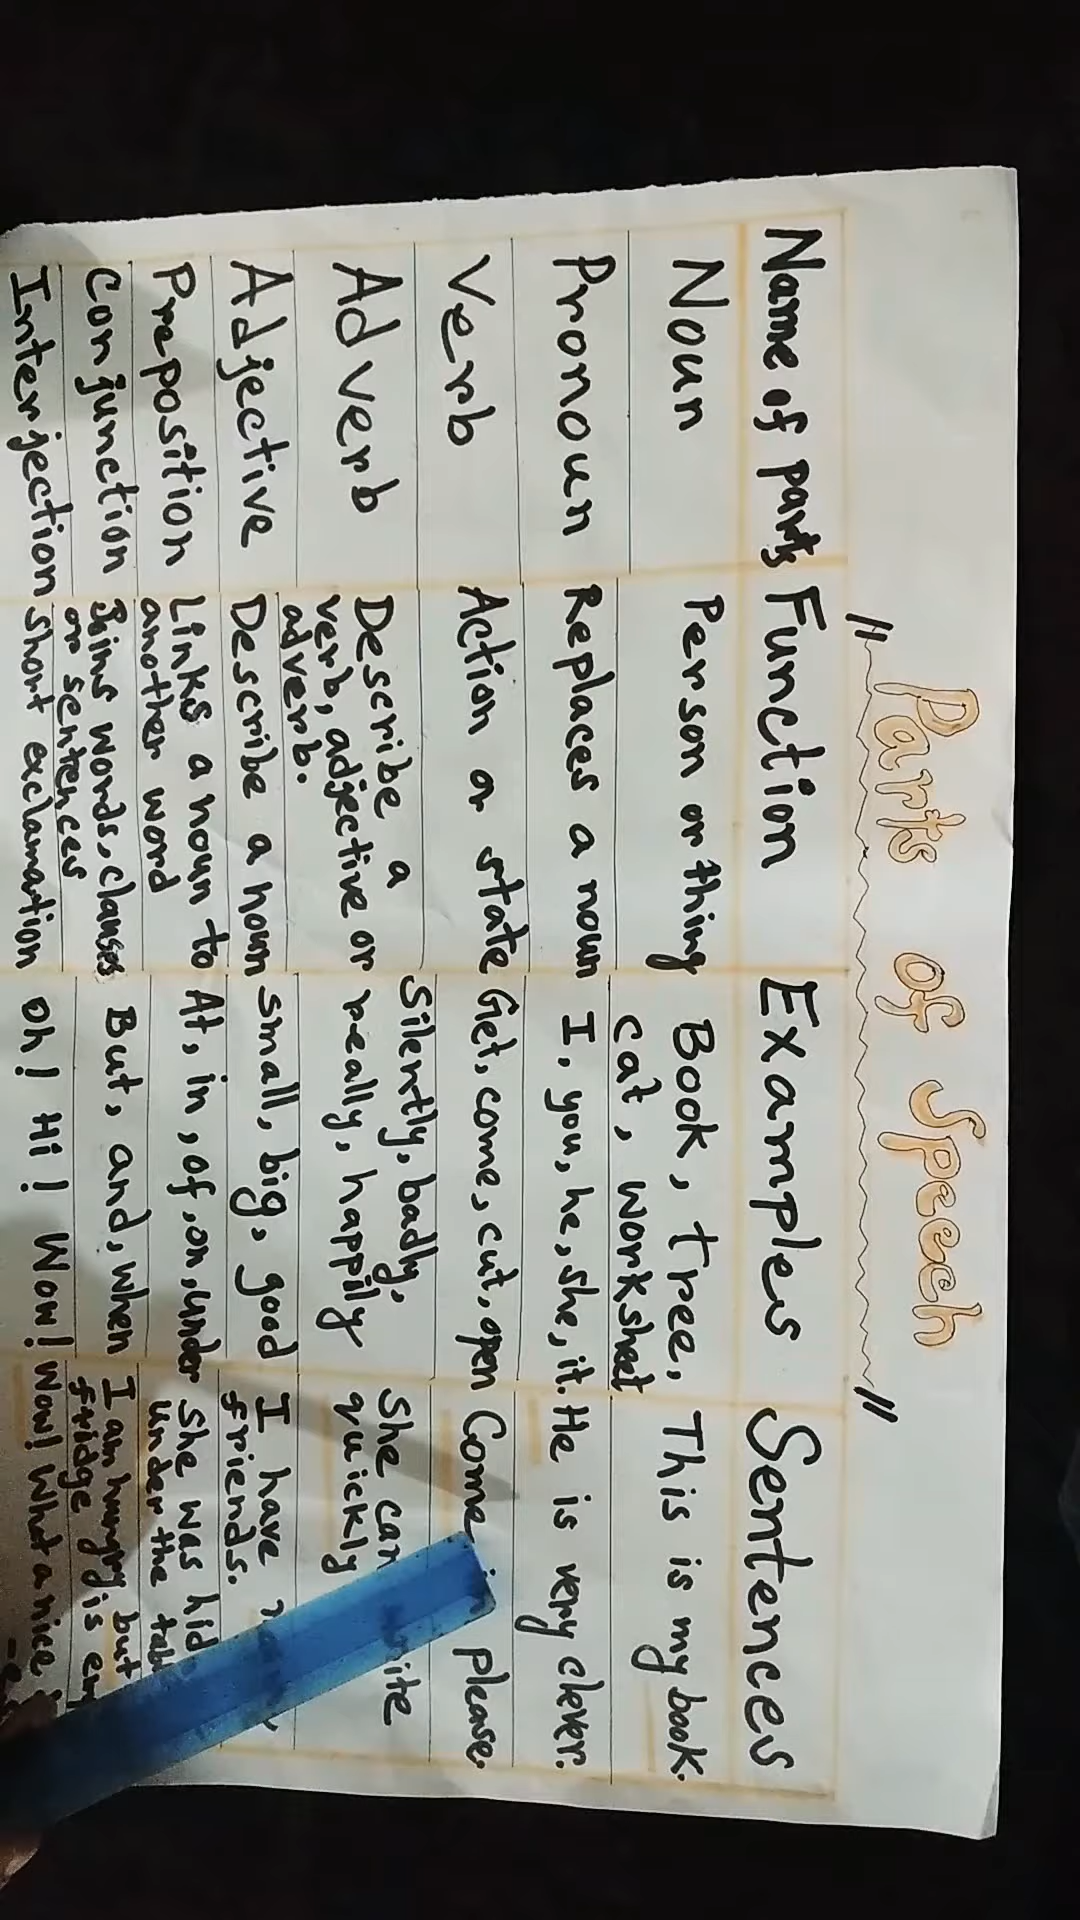 "Parts of Speech"
Name of parts Function Examples Sentences
Noun Person or thing Book, tree, cat, worksheet This is my book.
Pronoun Replaces a noun I, you, he, she, it. He is very clever.
Verb Action or state Get, come, cut, open Come in please.
Adverb Describe a verb, adjective or adverb. Silently, badly, really, happily She can write quickly
Adjective Describe a noun small, big, good I have friends.
Preposition Links a noun to another word At, in, of, on, under She was under the
Conjunction Joins words, clauses or sentences But, and, when I am hungry but fridge is
Interjection Short exclamation Oh! Hi! Wow! Wow! What a nice